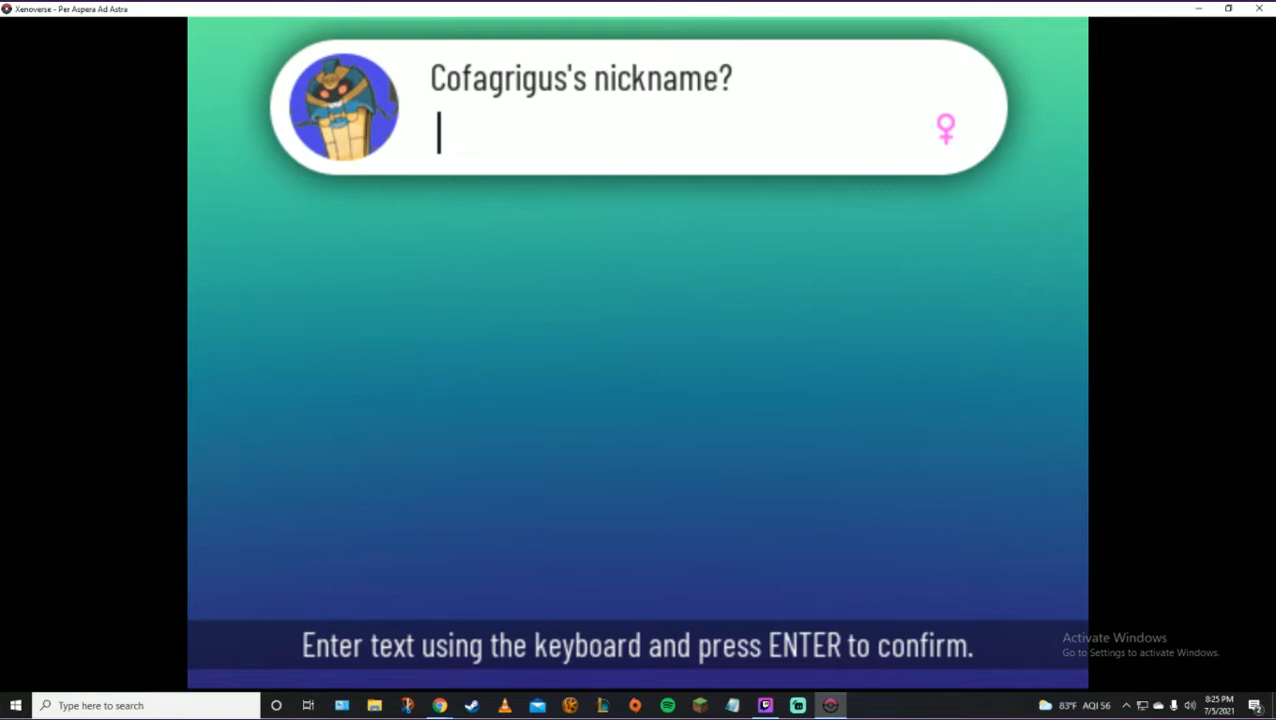 Xenoverse - Per Aspera Ad Astra
Cofagrigus's nickname?
Enter text using the keyboard and press ENTER to confirm.
Activate Windows
Go to Settings to activate Windows.
Type here to search
83°F AQI 56
8:25 PM
7/5/2021
2